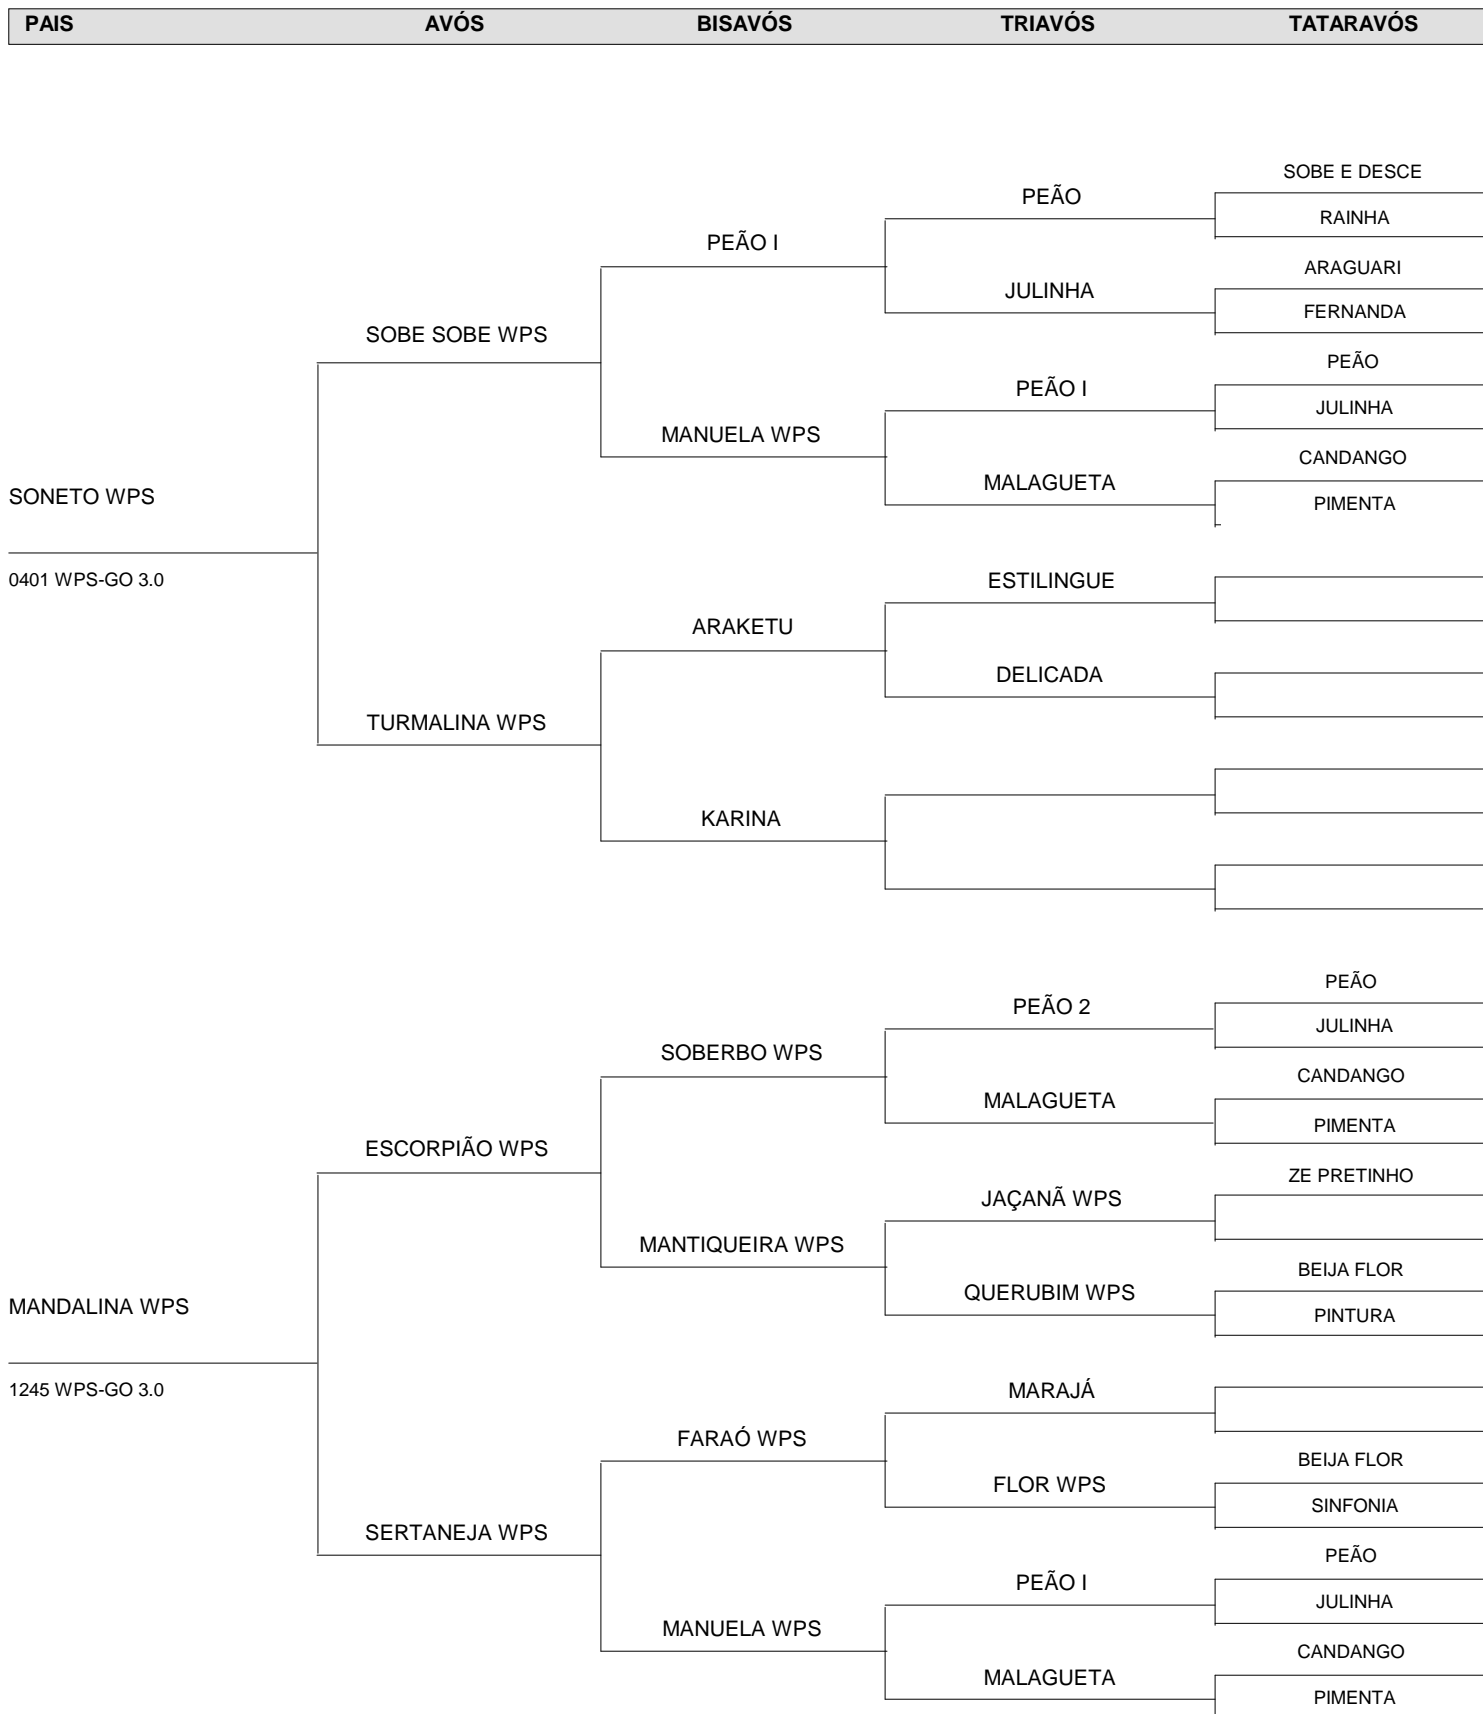 PAIS AVÓS BISAVÓS TRIAVÓS TATARAVÓS
SOBE E DESCE
PEÃO
RAINHA
PEÃO I
ARAGUARI
JULINHA
FERNANDA
SOBE SOBE WPS
PEÃO
PEÃO I
JULINHA
MANUELA WPS
CANDANGO
MALAGUETA
SONETO WPS
PIMENTA
0401 WPS-GO 3.0
ESTILINGUE
ARAKETU
DELICADA
TURMALINA WPS
KARINA
PEÃO
PEÃO 2
JULINHA
SOBERBO WPS
CANDANGO
MALAGUETA
PIMENTA
ESCORPIÃO WPS
ZE PRETINHO
JAÇANÃ WPS
MANTIQUEIRA WPS
BEIJA FLOR
QUERUBIM WPS
MANDALINA WPS
PINTURA
1245 WPS-GO 3.0
MARAJÁ
FARAÓ WPS
BEIJA FLOR
FLOR WPS
SINFONIA
SERTANEJA WPS
PEÃO
PEÃO I
JULINHA
MANUELA WPS
CANDANGO
MALAGUETA
PIMENTA